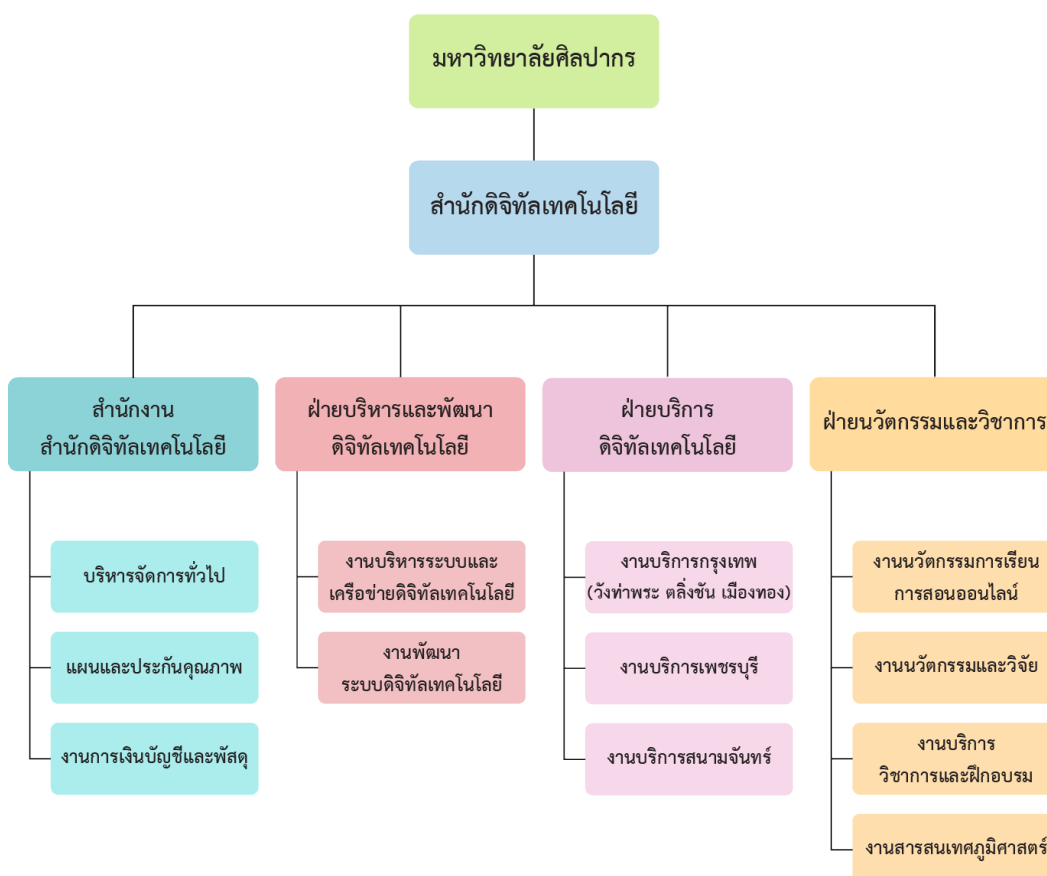 มหาวิทยาลัยศิลปากร
สำนักดิจิทัลเทคโนโลยี
สำนักงาน
สำนักดิจิทัลเทคโนโลยี
บริหารจัดการทั่วไป
แผนและประกันคุณภาพ
งานการเงินบัญชีและพัสดุ
ฝ่ายบริหารและพัฒนา
ดิจิทัลเทคโนโลยี
งานบริหารระบบและ
เครือข่ายดิจิทัลเทคโนโลยี
งานพัฒนา
ระบบดิจิทัลเทคโนโลยี
ฝ่ายบริการ
ดิจิทัลเทคโนโลยี
งานบริการกรุงเทพ
(วังท่าพระ ตลิ่งชัน เมืองทอง)
งานบริการเพชรบุรี
งานบริการสนามจันทร์
ฝ่ายนวัตกรรมและวิชาการ
งานนวัตกรรมการเรียน
การสอนออนไลน์
งานนวัตกรรมและวิจัย
งานบริการ
วิชาการและฝึกอบรม
งานสารสนเทศภูมิศาสตร์